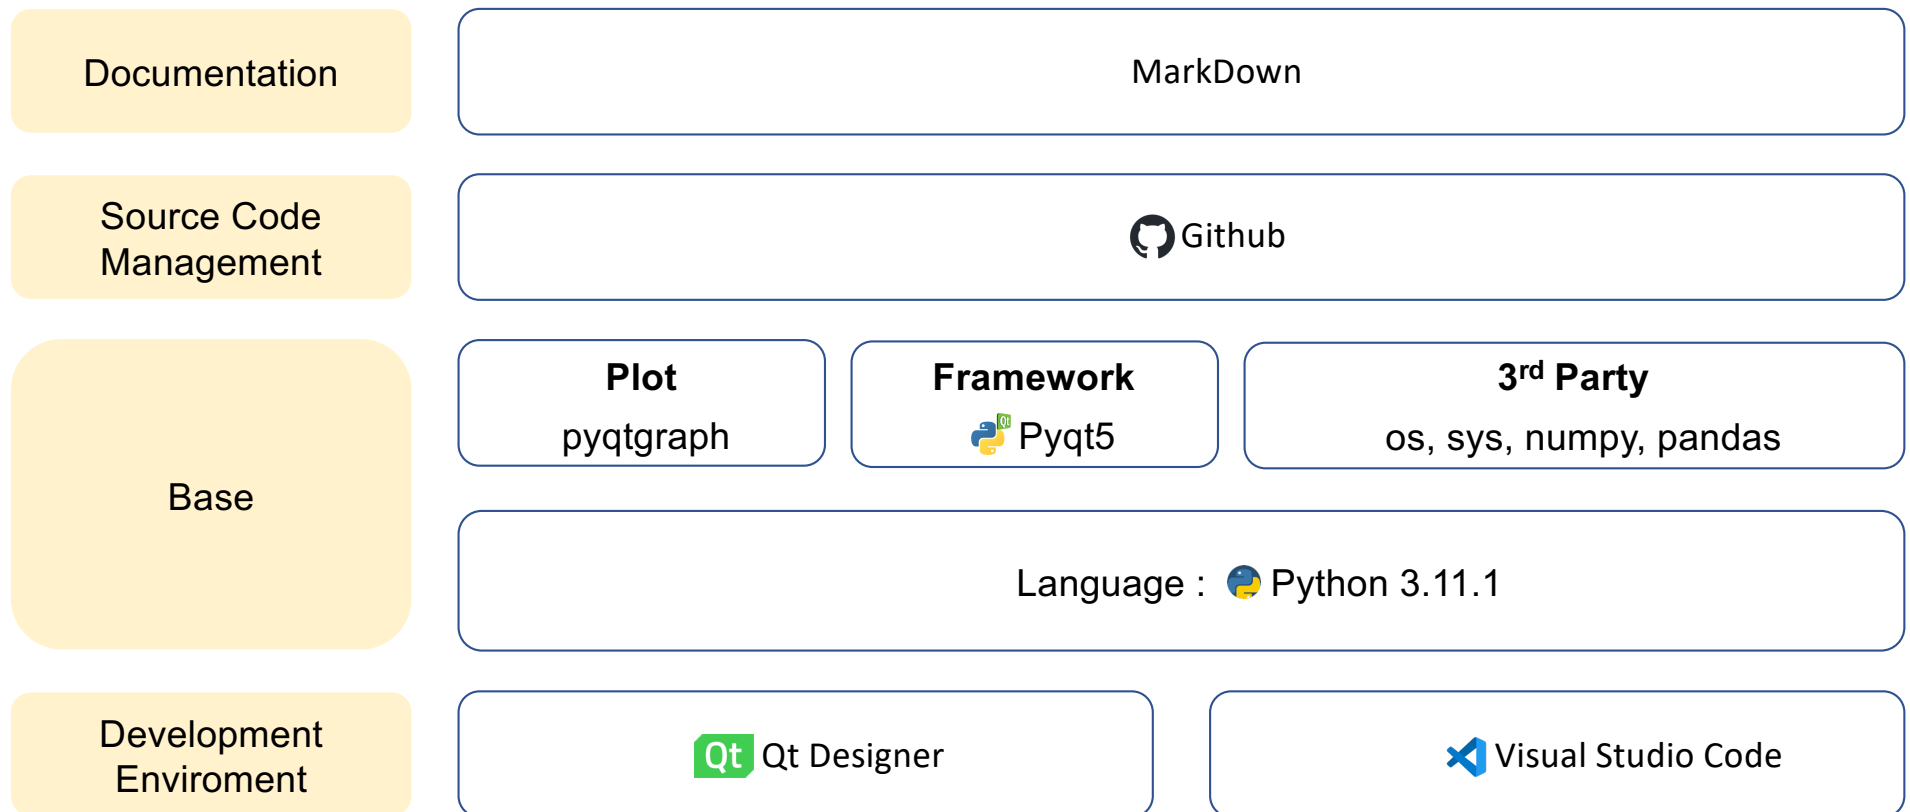 Documentation
MarkDown
Source Code
Management
Github
Base
Plot
pyqtgraph
Framework
Qt
Pyqt5
3rd Party
os, sys, numpy, pandas
Language : Python 3.11.1
Development
Enviroment
Qt Qt Designer
Visual Studio Code